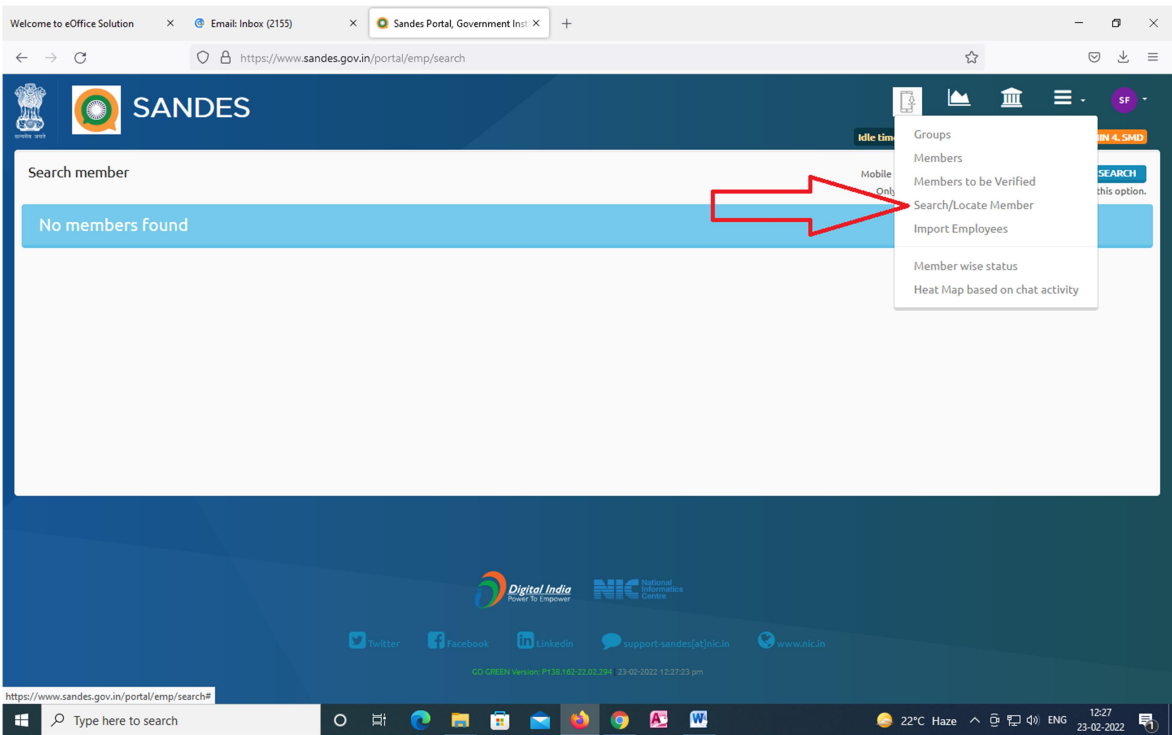 Welcome to eOffice Solution
Email: Inbox (2155)
Sandes Portal, Government Inst
https://www.sandes.gov.in/portal/emp/search
सत्यमेव जयते
SANDES
SF
Idle tim
IN 4. SMD
Groups
Members
Members to be Verified
Search/Locate Member
Import Employees
Member wise status
Heat Map based on chat activity
Search member
Mobile
SEARCH
Only
this option.
No members found
Digital India
Power To Empower
NIC National Informatics Centre
Twitter
Facebook
Linkedin
support-sandes[at]nic.in
www.nic.in
GO GREEN Version: P138.162-22.02.294 | 23-02-2022 12:27:23 pm
https://www.sandes.gov.in/portal/emp/search#
Type here to search
22°C Haze
ENG
12:27
23-02-2022
1